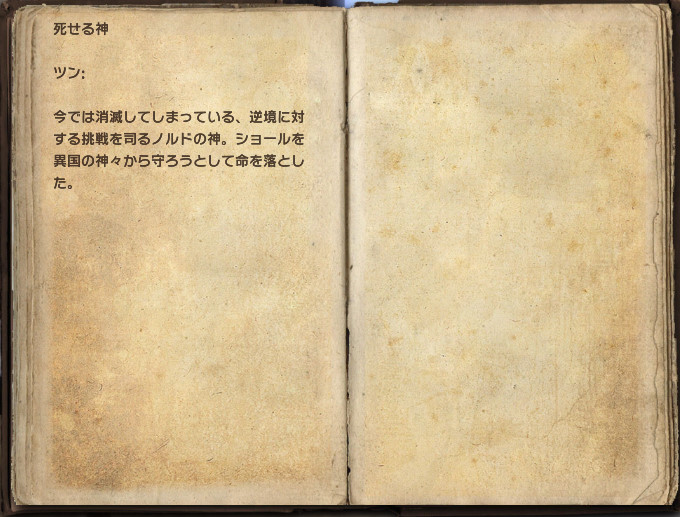 死せる神
ツン:
今では消滅してしまっている、逆境に対
する挑戦を司るノルドの神。ショールを
異国の神々から守ろうとして命を落とし
た。